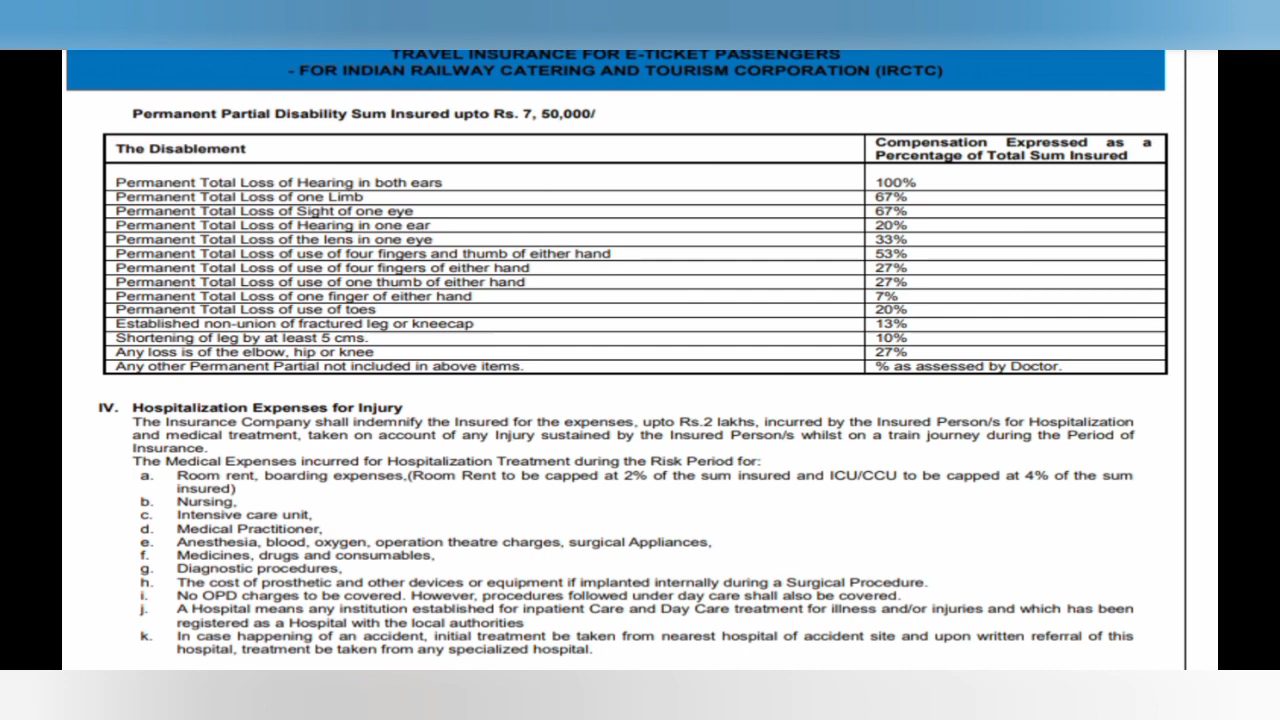 TRAVEL INSURANCE FOR E-TICKET PASSENGERS
- FOR INDIAN RAILWAY CATERING AND TOURISM CORPORATION (IRCTC)
Permanent Partial Disability Sum Insured upto Rs. 7, 50,000/
The Disablement
Compensation Expressed as a
Percentage of Total Sum Insured
Permanent Total Loss of Hearing in both ears 100%
Permanent Total Loss of one Limb 67%
Permanent Total Loss of Sight of one eye 67%
Permanent Total Loss of Hearing in one ear 20%
Permanent Total Loss of the lens in one eye 33%
Permanent Total Loss of use of four fingers and thumb of either hand 53%
Permanent Total Loss of use of four fingers of either hand 27%
Permanent Total Loss of use of one thumb of either hand 27%
Permanent Total Loss of one finger of either hand 7%
Permanent Total Loss of use of toes 20%
Established non-union of fractured leg or kneecap 13%
Shortening of leg by at least 5 cms. 10%
Any loss is of the elbow, hip or knee 27%
Any other Permanent Partial not included in above items. % as assessed by Doctor.
IV. Hospitalization Expenses for Injury
The Insurance Company shall indemnify the Insured for the expenses, upto Rs.2 lakhs, incurred by the Insured Person/s for Hospitalization
and medical treatment, taken on account of any Injury sustained by the Insured Person/s whilst on a train journey during the Period of
Insurance.
The Medical Expenses incurred for Hospitalization Treatment during the Risk Period for:
a. Room rent, boarding expenses,(Room Rent to be capped at 2% of the sum insured and ICU/CCU to be capped at 4% of the sum
insured)
b. Nursing,
c. Intensive care unit,
d. Medical Practitioner,
e. Anesthesia, blood, oxygen, operation theatre charges, surgical Appliances,
f. Medicines, drugs and consumables,
g. Diagnostic procedures,
h. The cost of prosthetic and other devices or equipment if implanted internally during a Surgical Procedure.
i. No OPD charges to be covered. However, procedures followed under day care shall also be covered.
j. A Hospital means any institution established for inpatient Care and Day Care treatment for illness and/or injuries and which has been
registered as a Hospital with the local authorities
k. In case happening of an accident, initial treatment be taken from nearest hospital of accident site and upon written referral of this
hospital, treatment be taken from any specialized hospital.